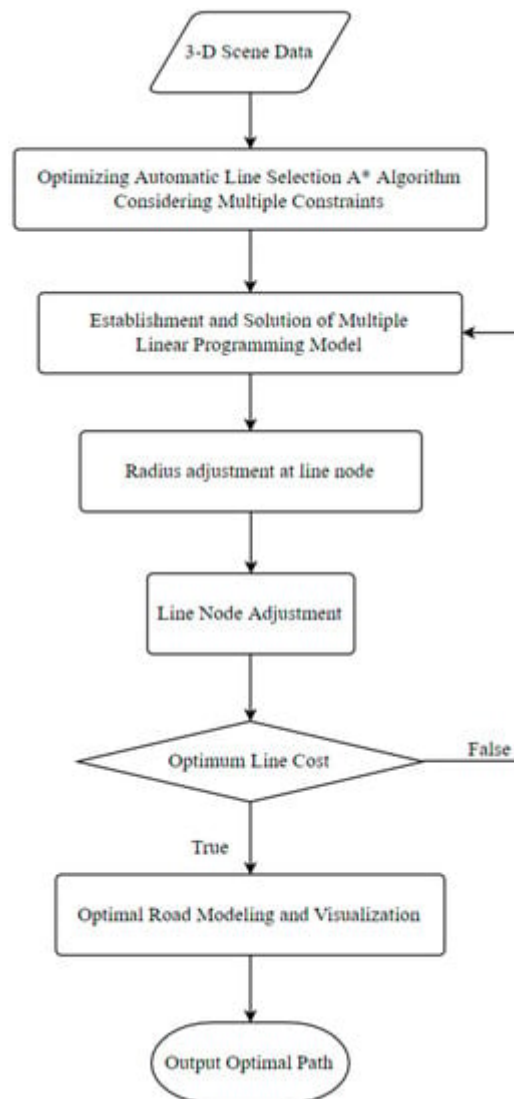 3-D Scene Data
Optimizing Automatic Line Selection A* Algorithm
Considering Multiple Constraints
Establishment and Solution of Multiple
Linear Programming Model
Radius adjustment at line node
Line Node Adjustment
Optimum Line Cost
False
True
Optimal Road Modeling and Visualization
Output Optimal Path